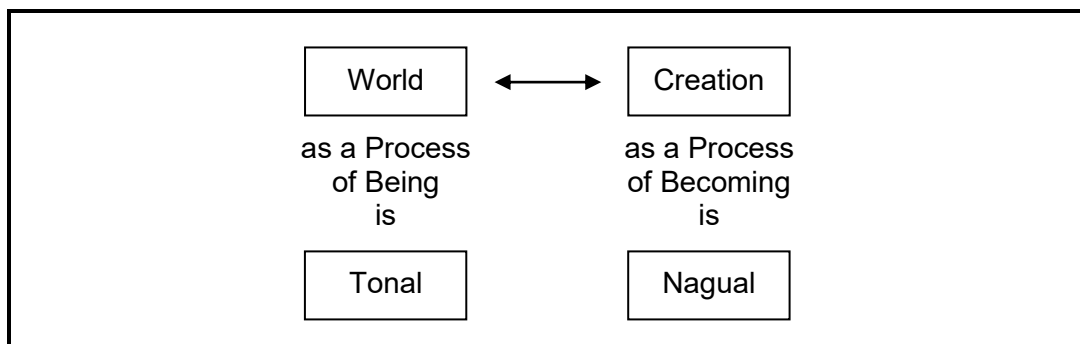 World
Creation
as a Process
of Being
is
as a Process
of Becoming
is
Tonal
Nagual